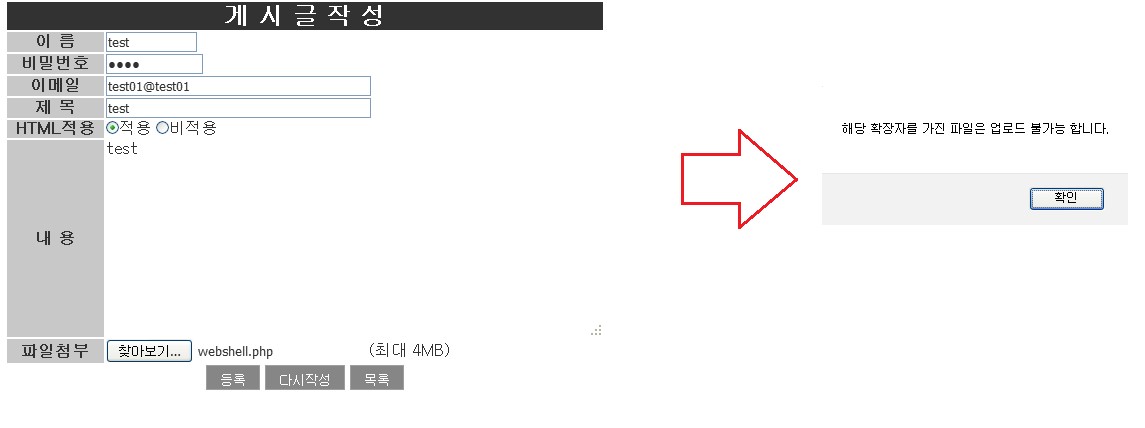 게 시 글 작 성
이 름 test
비밀번호 ●●●●
이메일 test01@test01
제 목 test
HTML적용 적용 비적용
test
내 용
해당 확장자를 가진 파일은 업로드 불가능 합니다.
확인
파일첨부 찾아보기... webshell.php (최대 4MB)
등록 다시작성 목록